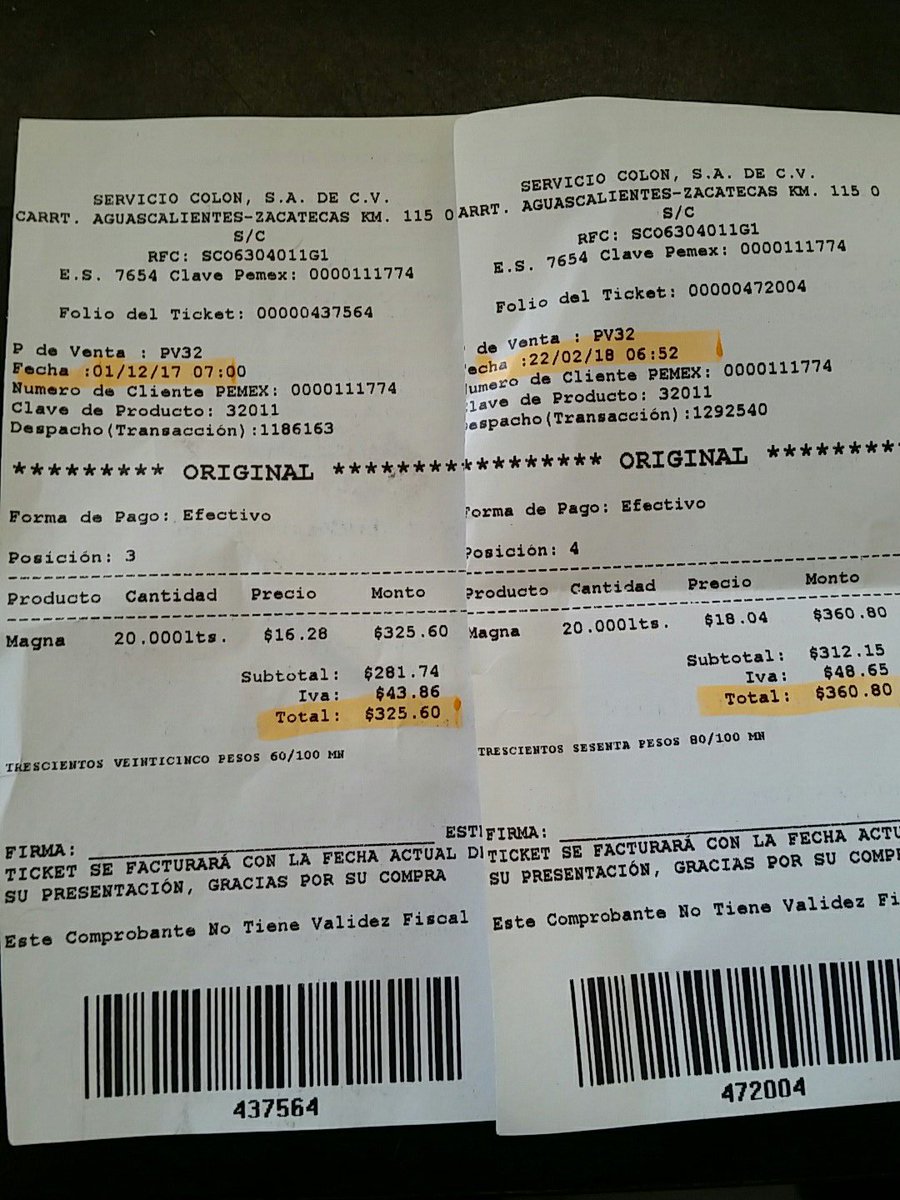 SERVICIO COLON, S.A. DE C.V.
CARRT. AGUASCALIENTES-ZACATECAS KM. 115 0
S/C
RFC: SCO6304011G1
E.S. 7654 Clave Pemex: 0000111774
Folio del Ticket: 00000437564
P de Venta : PV32
Fecha :01/12/17 07:00
Numero de Cliente PEMEX: 0000111774
Clave de Producto: 32011
Despacho(Transacción):1186163
********* ORIGINAL *********
Forma de Pago: Efectivo
Posición: 3
Producto Cantidad Precio Monto
Magna 20.000lts. $16.28 $325.60
Subtotal: $281.74
Iva: $43.86
Total: $325.60
TRESCIENTOS VEINTICINCO PESOS 60/100 MN
FIRMA:
TICKET SE FACTURARÁ CON LA FECHA ACTUAL
SU PRESENTACIÓN, GRACIAS POR SU COMPRA
Este Comprobante No Tiene Validez Fiscal
437564
SERVICIO COLON, S.A. DE C.V.
ARRT. AGUASCALIENTES-ZACATECAS KM. 115 0
S/C
RFC: SCO6304011G1
E.S. 7654 Clave Pemex: 0000111774
Folio del Ticket: 00000472004
de Venta : PV32
echa :22/02/18 06:52
umero de Cliente PEMEX: 0000111774
lave de Producto: 32011
espacho(Transacción):1292540
********* ORIGINAL ********
Forma de Pago: Efectivo
Posición: 4
Producto Cantidad Precio Monto
Magna 20.000lts. $18.04 $360.80
Subtotal: $312.15
Iva: $48.65
Total: $360.80
TRESCIENTOS SESENTA PESOS 80/100 MN
FIRMA:
TICKET SE FACTURARÁ CON LA FECHA ACTU
SU PRESENTACIÓN, GRACIAS POR SU COMP
Este Comprobante No Tiene Validez Fi
472004